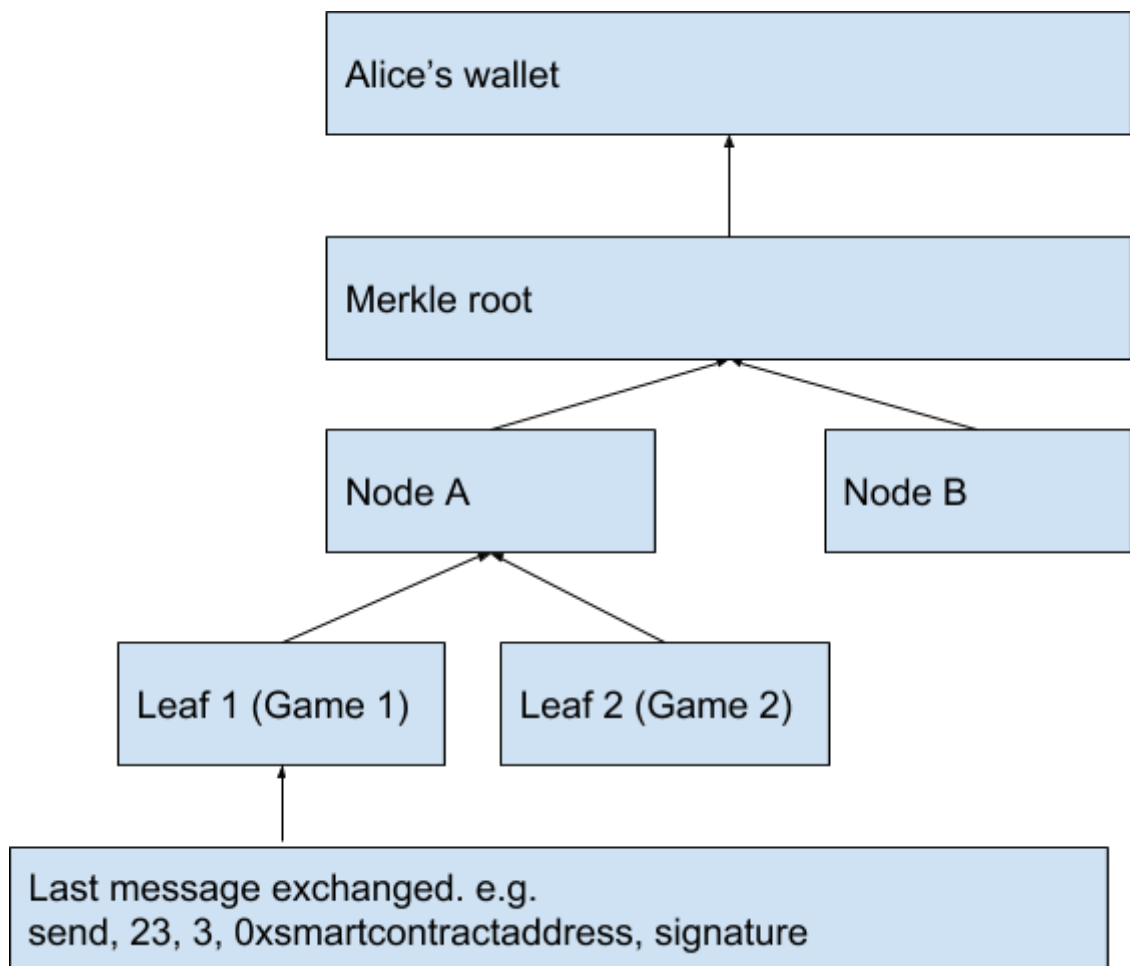 Alice’s wallet
Merkle root
Node A
Node B
Leaf 1 (Game 1)
Leaf 2 (Game 2)
Last message exchanged. e.g.
send, 23, 3, 0xsmartcontractaddress, signature